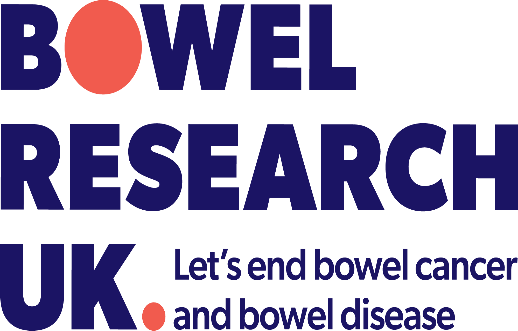 BOWEL
RESEARCH
UK.
Let's end bowel cancer
and bowel disease